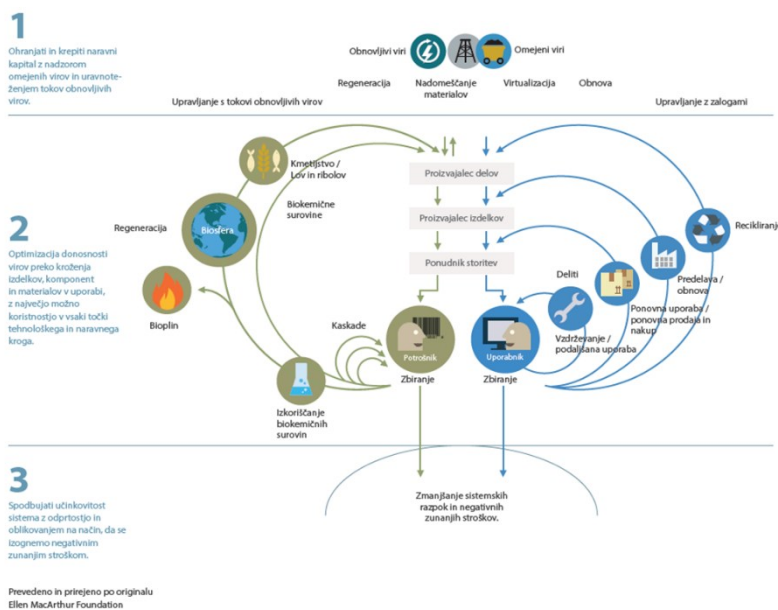 1
Ohranjati in krepiti naravni
kapital z nadzorom
omejenih virov in uravnote-
ženjem tokov obnovljivih
virov.
Obnovljivi viri
Omejeni viri
Regeneracija
Nadomeščanje
materialov
Virtualizacija
Obnova
Upravljanje s tokovi obnovljivih virov
Upravljanje z zalogami
2
Optimizacija donosnosti
virov preko kroženja
izdelkov, komponent
in materialov v uporabi,
z največjo možno
koristnostjo v vsaki točki
tehnološkega in naravnega
kroga.
Kmetijstvo /
Lov in ribolov
Biokemične
surovine
Regeneracija
Biosfera
Bioplin
Kaskade
Izkoriščanje
biokemičnih
surovin
Proizvajalec delov
Proizvajalec izdelkov
Ponudnik storitev
Potrošnik
Zbiranje
Uporabnik
Zbiranje
Deliti
Vzdrževanje /
podaljšana uporaba
Ponovna uporaba /
ponovna prodaja in
nakup
Predelava /
obnova
Recikliranje
3
Spodbujati učinkovitost
sistema z odprtostjo in
oblikovanjem na način, da se
izognemo negativnim
zunanjim stroškom.
Zmanjšanje sistemskih
razpok in negativnih
zunanjih stroškov.
Prevedeno in prirejeno po originalu
Ellen MacArthur Foundation